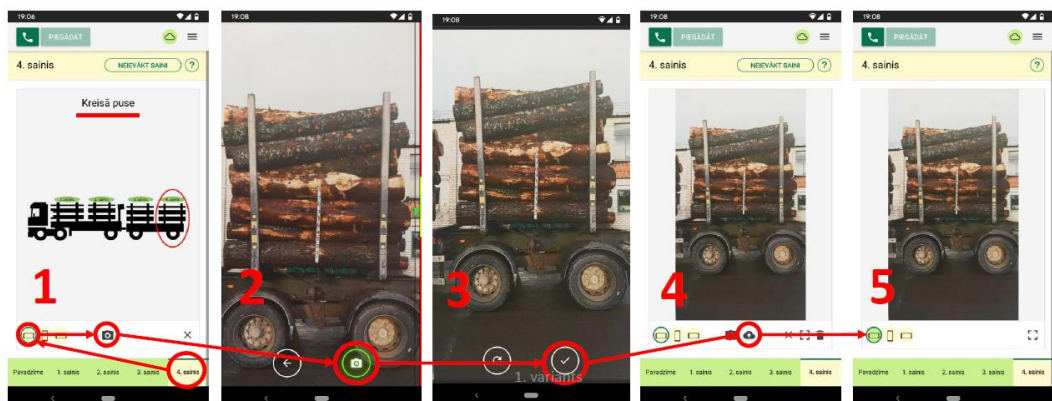 19:06
PIEGĀDĀT
4. sainis
NEIEVĀKT SAINI
?
Kreisā puse
1
Pavadzīme 1. sainis 2. sainis 3. sainis 4. sainis
19:08
2
19:08
3
1. variants
19:08
PIEGĀDĀT
4. sainis
NEIEVĀKT SAINI
?
4
Pavadzīme 1. sainis 2. sainis 3. sainis 4. sainis
19:08
PIEGĀDĀT
4. sainis
?
5
Pavadzīme 1. sainis 2. sainis 3. sainis 4. sainis